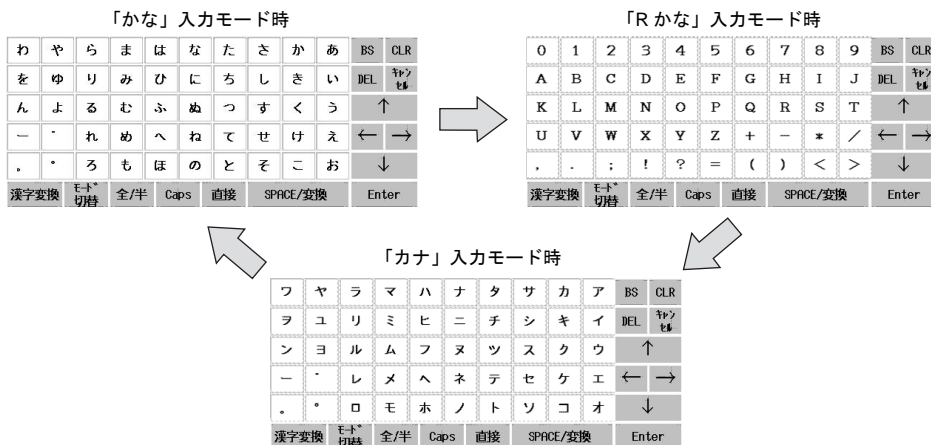 「かな」入力モード時
わ や ら ま は な た さ か あ BS CLR
を ゆ り み ひ に ち し き い DEL キャンセル
ん よ る む ふ ぬ つ す く う ↑
ー ゛ れ め へ ね て せ け え ← →
。 ゜ ろ も ほ の と そ こ お ↓
漢字変換 モード切替 全/半 Caps 直接 SPACE/変換 Enter
「R かな」入力モード時
0 1 2 3 4 5 6 7 8 9 BS CLR
A B C D E F G H I J DEL キャンセル
K L M N O P Q R S T ↑
U V W X Y Z + - * / ← →
, . ; ! ? = ( ) < > ↓
漢字変換 モード切替 全/半 Caps 直接 SPACE/変換 Enter
「カナ」入力モード時
ワ ヤ ラ マ ハ ナ タ サ カ ア BS CLR
ヲ ユ リ ミ ヒ ニ チ シ キ イ DEL キャンセル
ン ヨ ル ム フ ヌ ツ ス ク ウ ↑
ー ゛ レ メ ヘ ネ テ セ ケ エ ← →
。 ゜ ロ モ ホ ノ ト ソ コ オ ↓
漢字変換 モード切替 全/半 Caps 直接 SPACE/変換 Enter